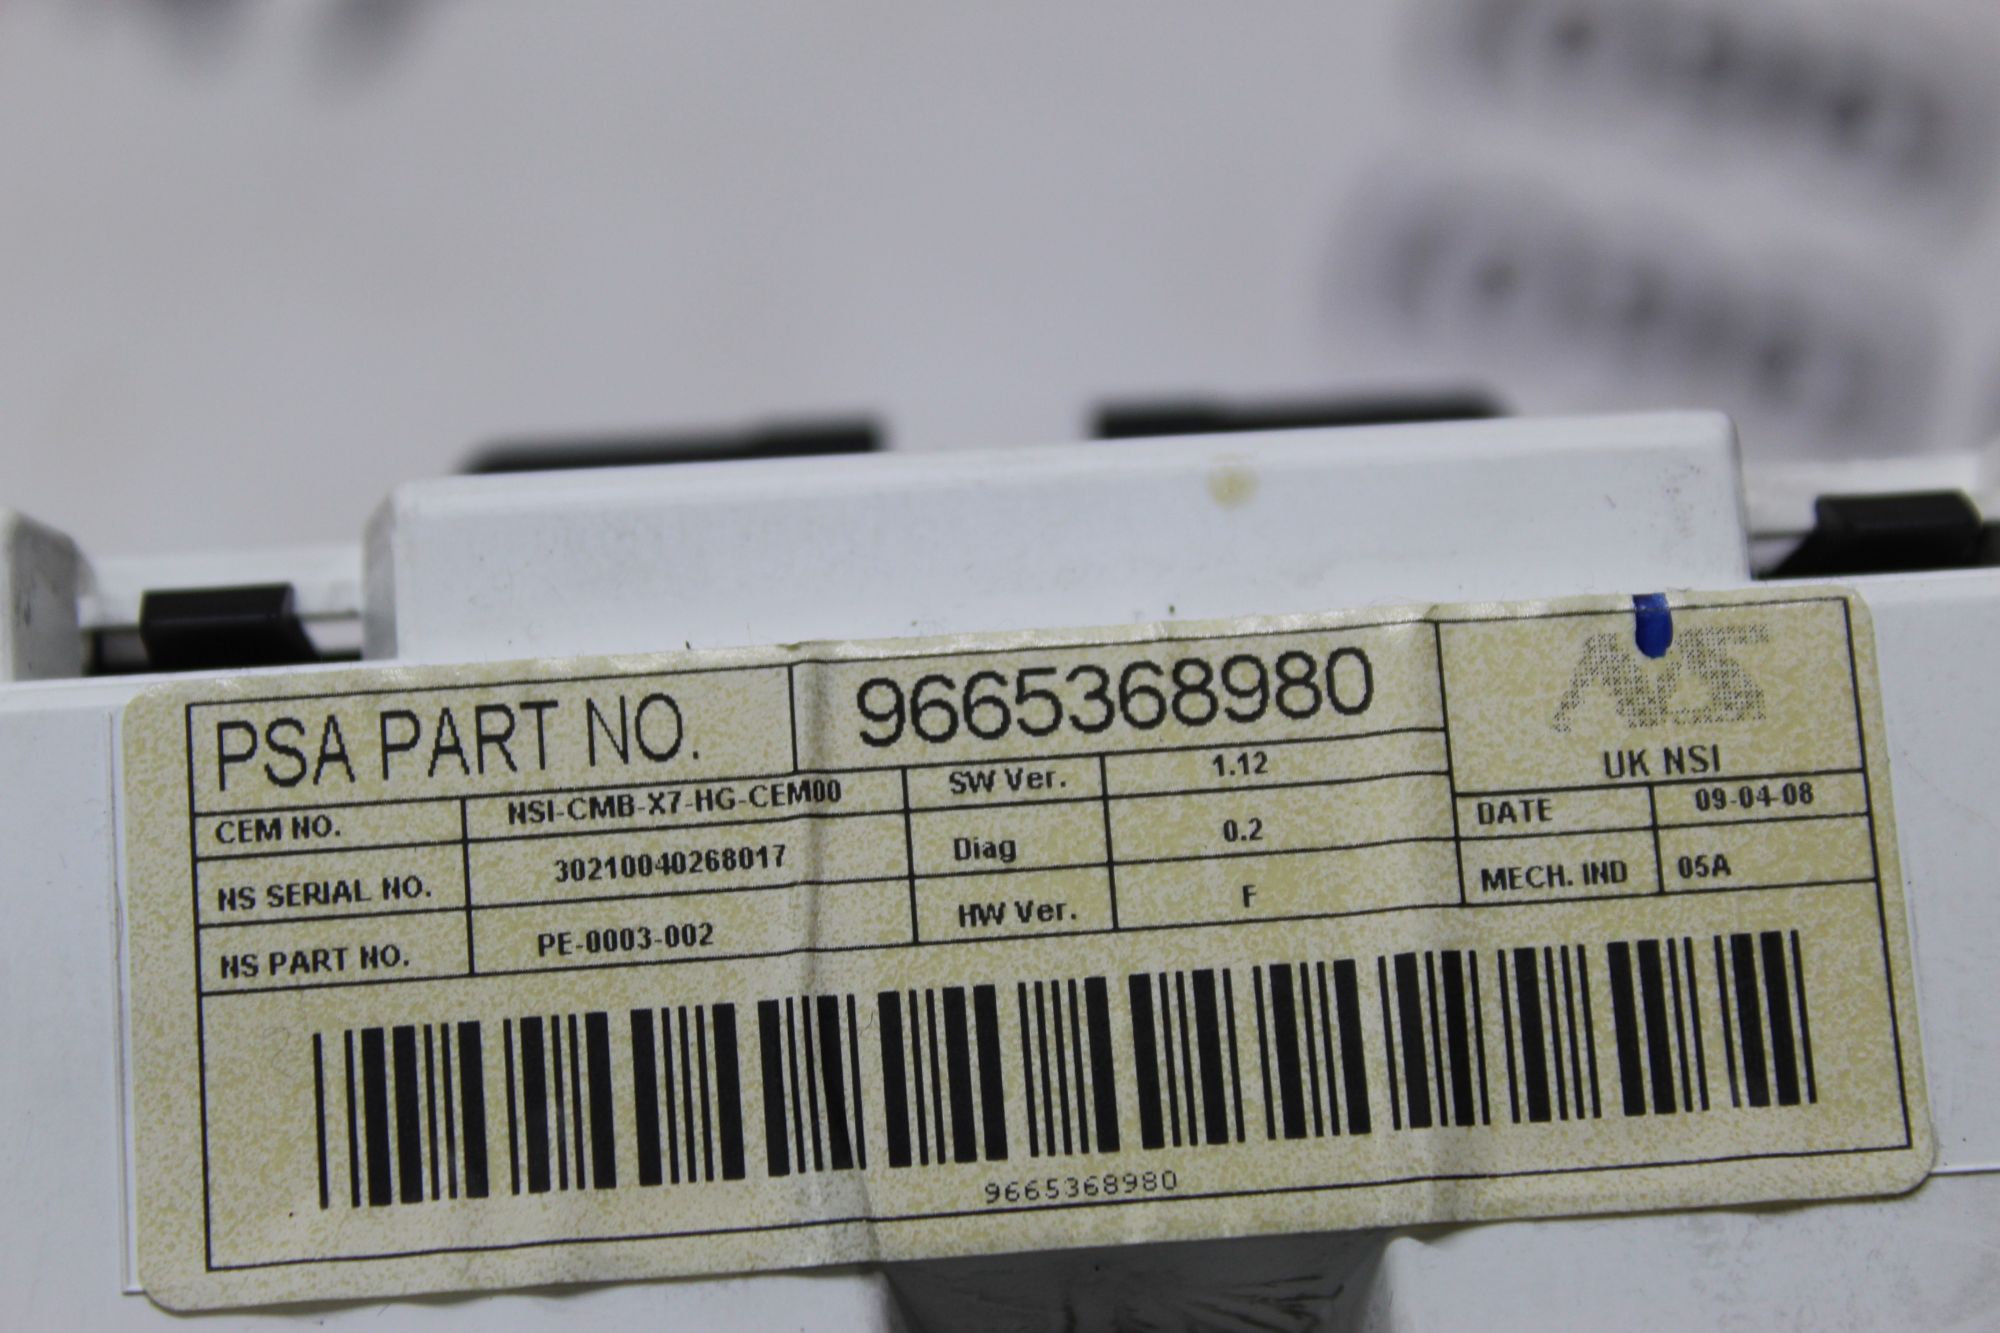 PSA PART NO. 9665368980
UK NSI
CEM NO. NSI-CMB-X7-HG-CEM00 SW Ver. 1.12 DATE 09-04-08
NS SERIAL NO. 30210040268017 Diag 0.2 MECH. IND 05A
NS PART NO. PE-0003-002 HW Ver. F
9665368980